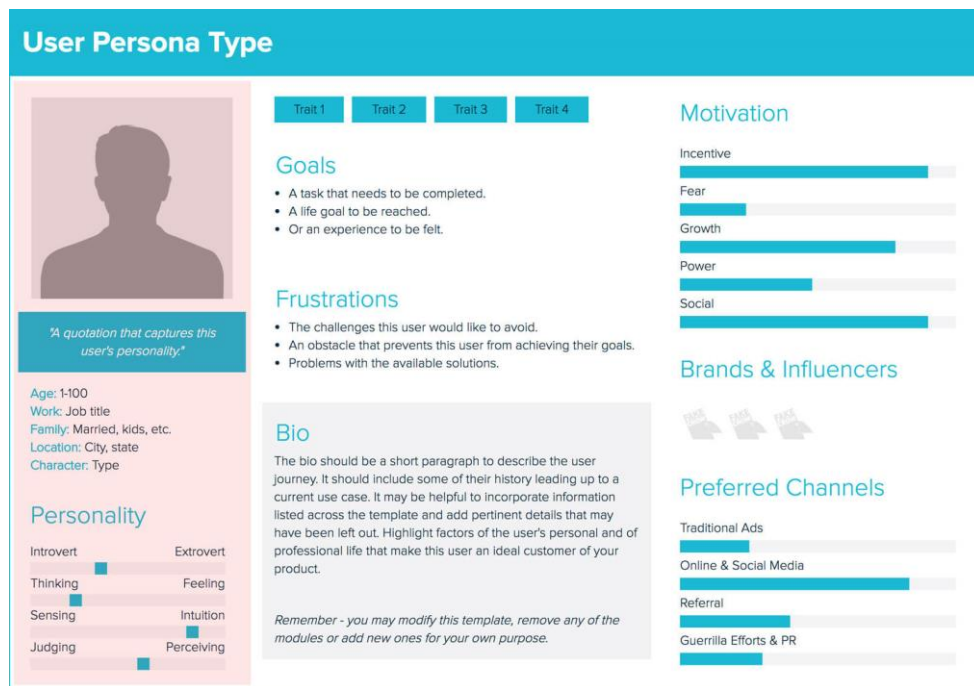 User Persona Type
"A quotation that captures this
user's personality."
Age: 1-100
Work: Job title
Family: Married, kids, etc.
Location: City, state
Character: Type
Personality
Introvert Extrovert
Thinking Feeling
Sensing Intuition
Judging Perceiving
Trait 1 Trait 2 Trait 3 Trait 4
Goals
• A task that needs to be completed.
• A life goal to be reached.
• Or an experience to be felt.
Frustrations
• The challenges this user would like to avoid.
• An obstacle that prevents this user from achieving their goals.
• Problems with the available solutions.
Bio
The bio should be a short paragraph to describe the user
journey. It should include some of their history leading up to a
current use case. It may be helpful to incorporate information
listed across the template and add pertinent details that may
have been left out. Highlight factors of the user's personal and of
professional life that make this user an ideal customer of your
product.
Remember - you may modify this template, remove any of the
modules or add new ones for your own purpose.
Motivation
Incentive
Fear
Growth
Power
Social
Brands & Influencers
Preferred Channels
Traditional Ads
Online & Social Media
Referral
Guerrilla Efforts & PR